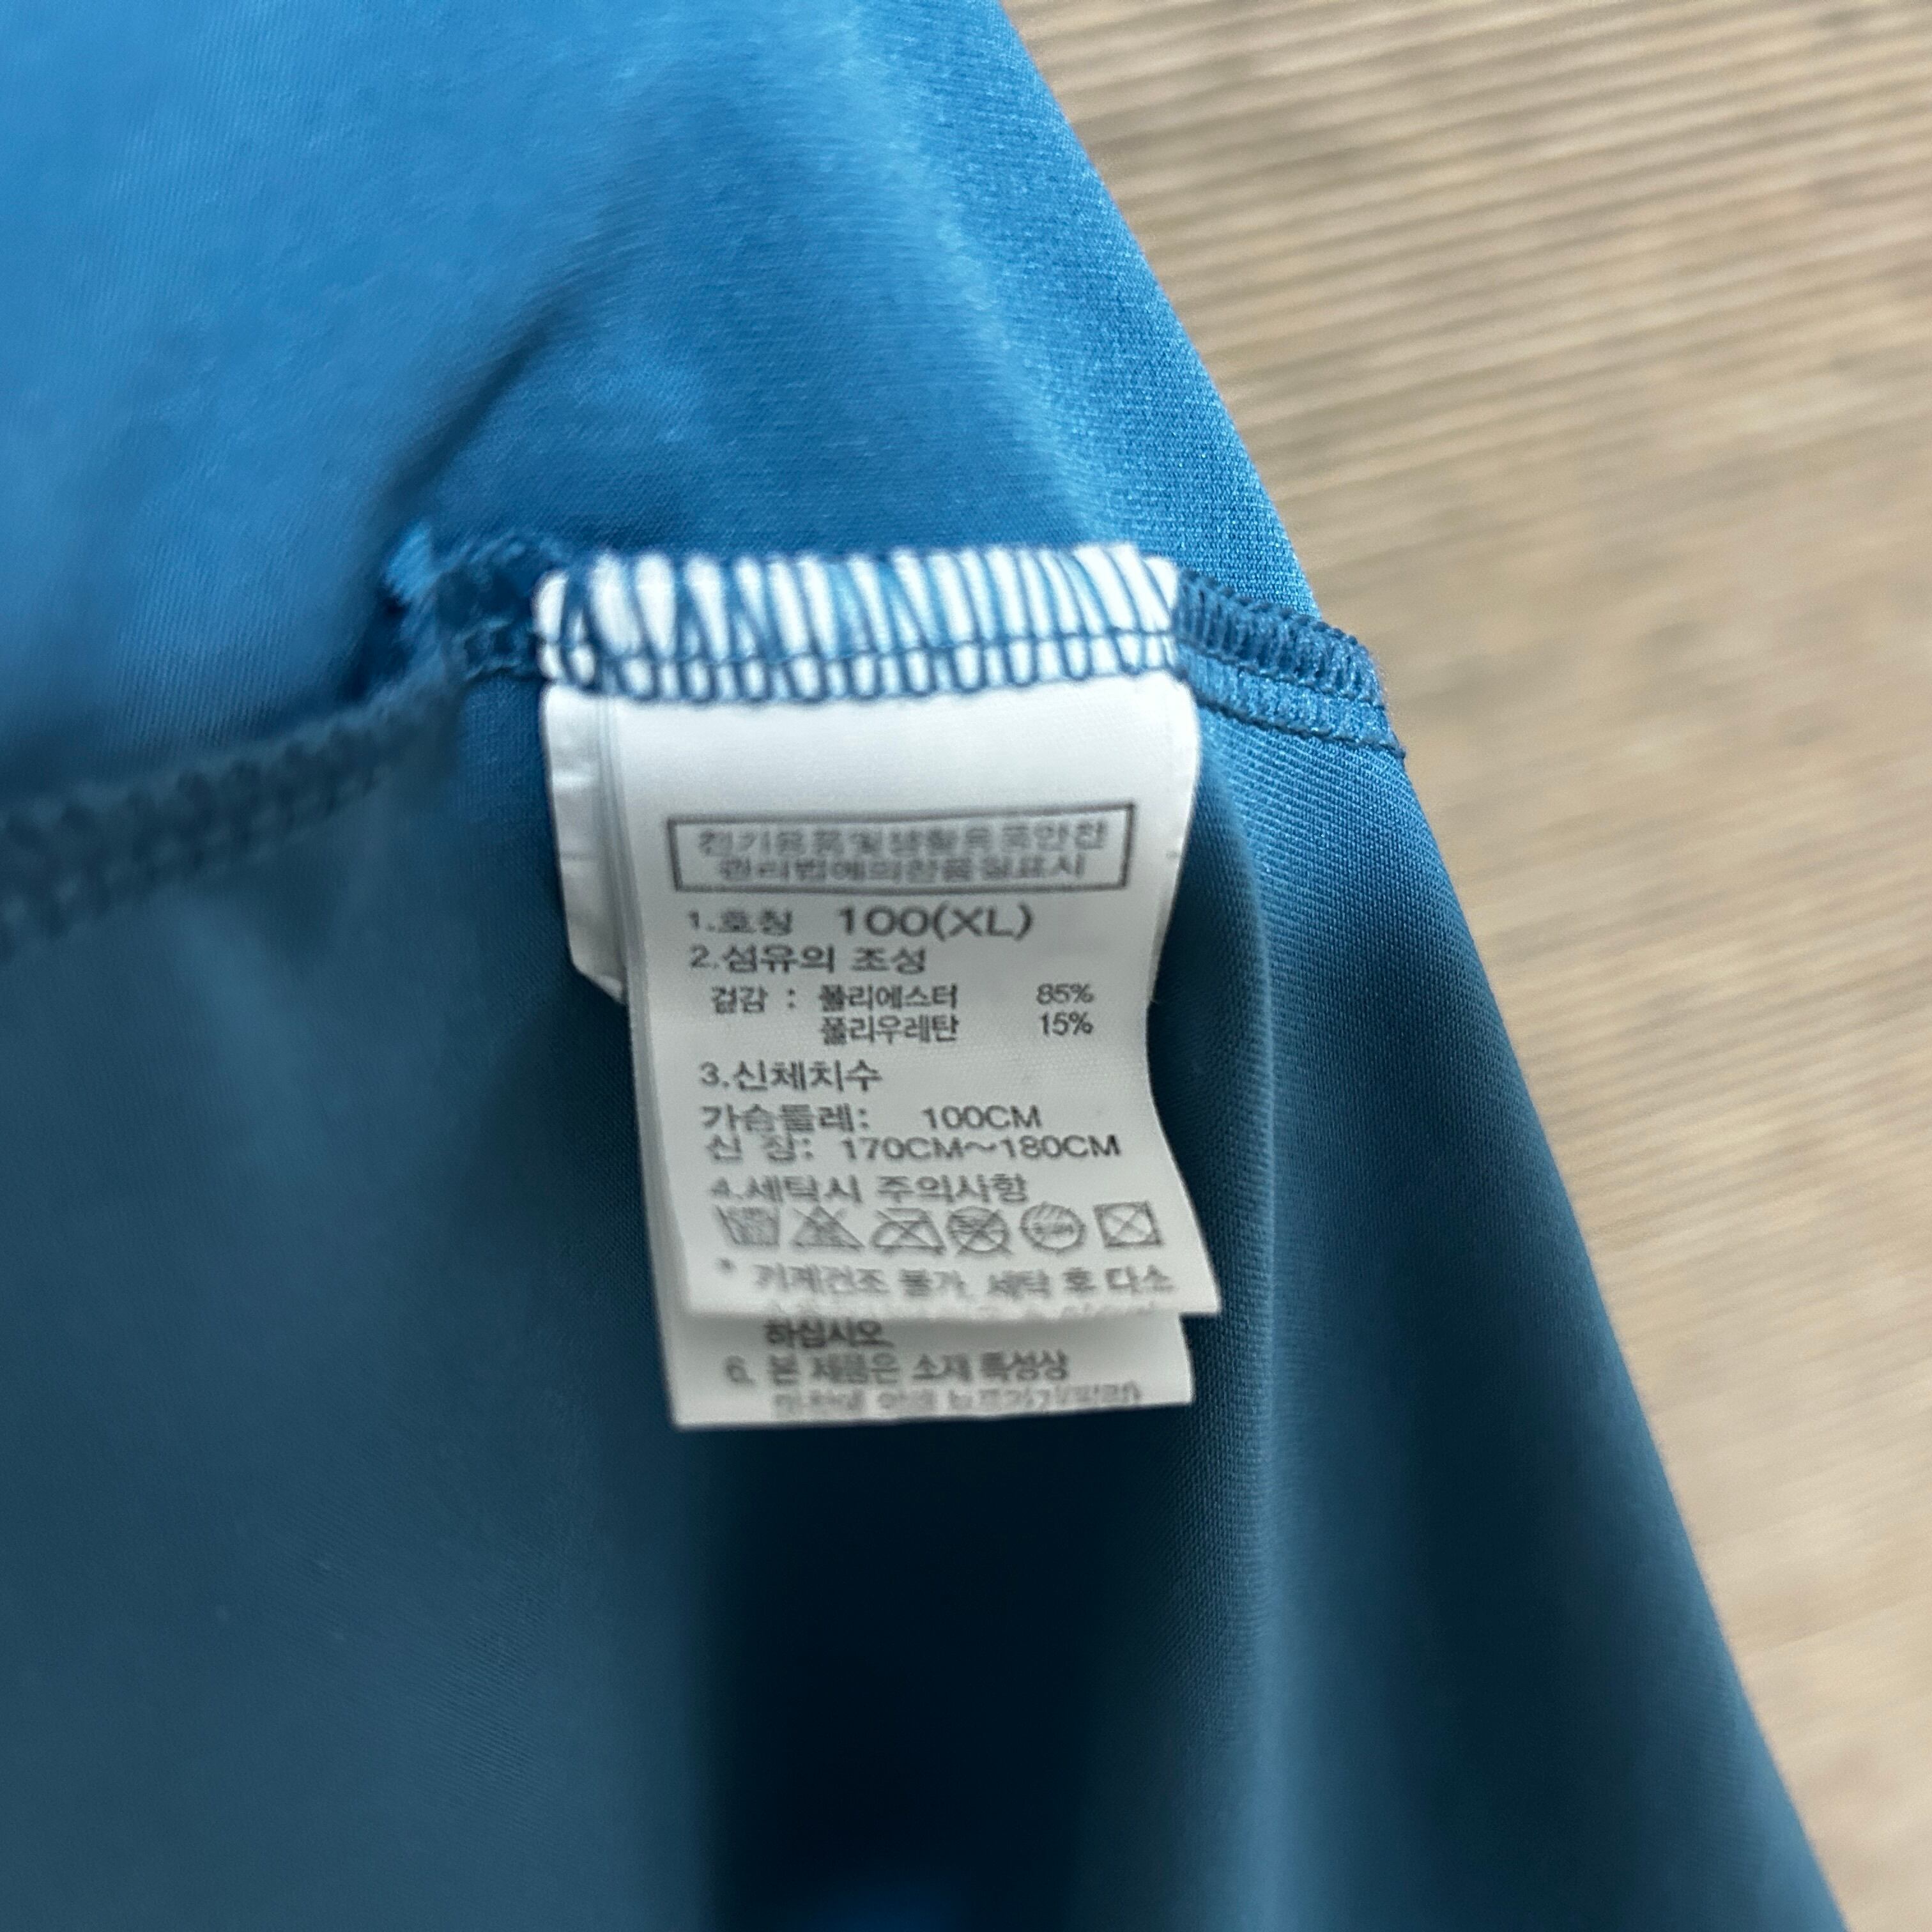 전기용품및생활용품안전
관리법에의한품질표시
1.호칭 100(XL)
2.섬유의 조성
겉감 : 폴리에스터 85%
폴리우레탄 15%
3.신체치수
가슴둘레: 100CM
신 장: 170CM~180CM
4.세탁시 주의사항
* 기계건조 불가, 세탁 후 다소
하십시오.
6. 본 제품은 소재 특성상